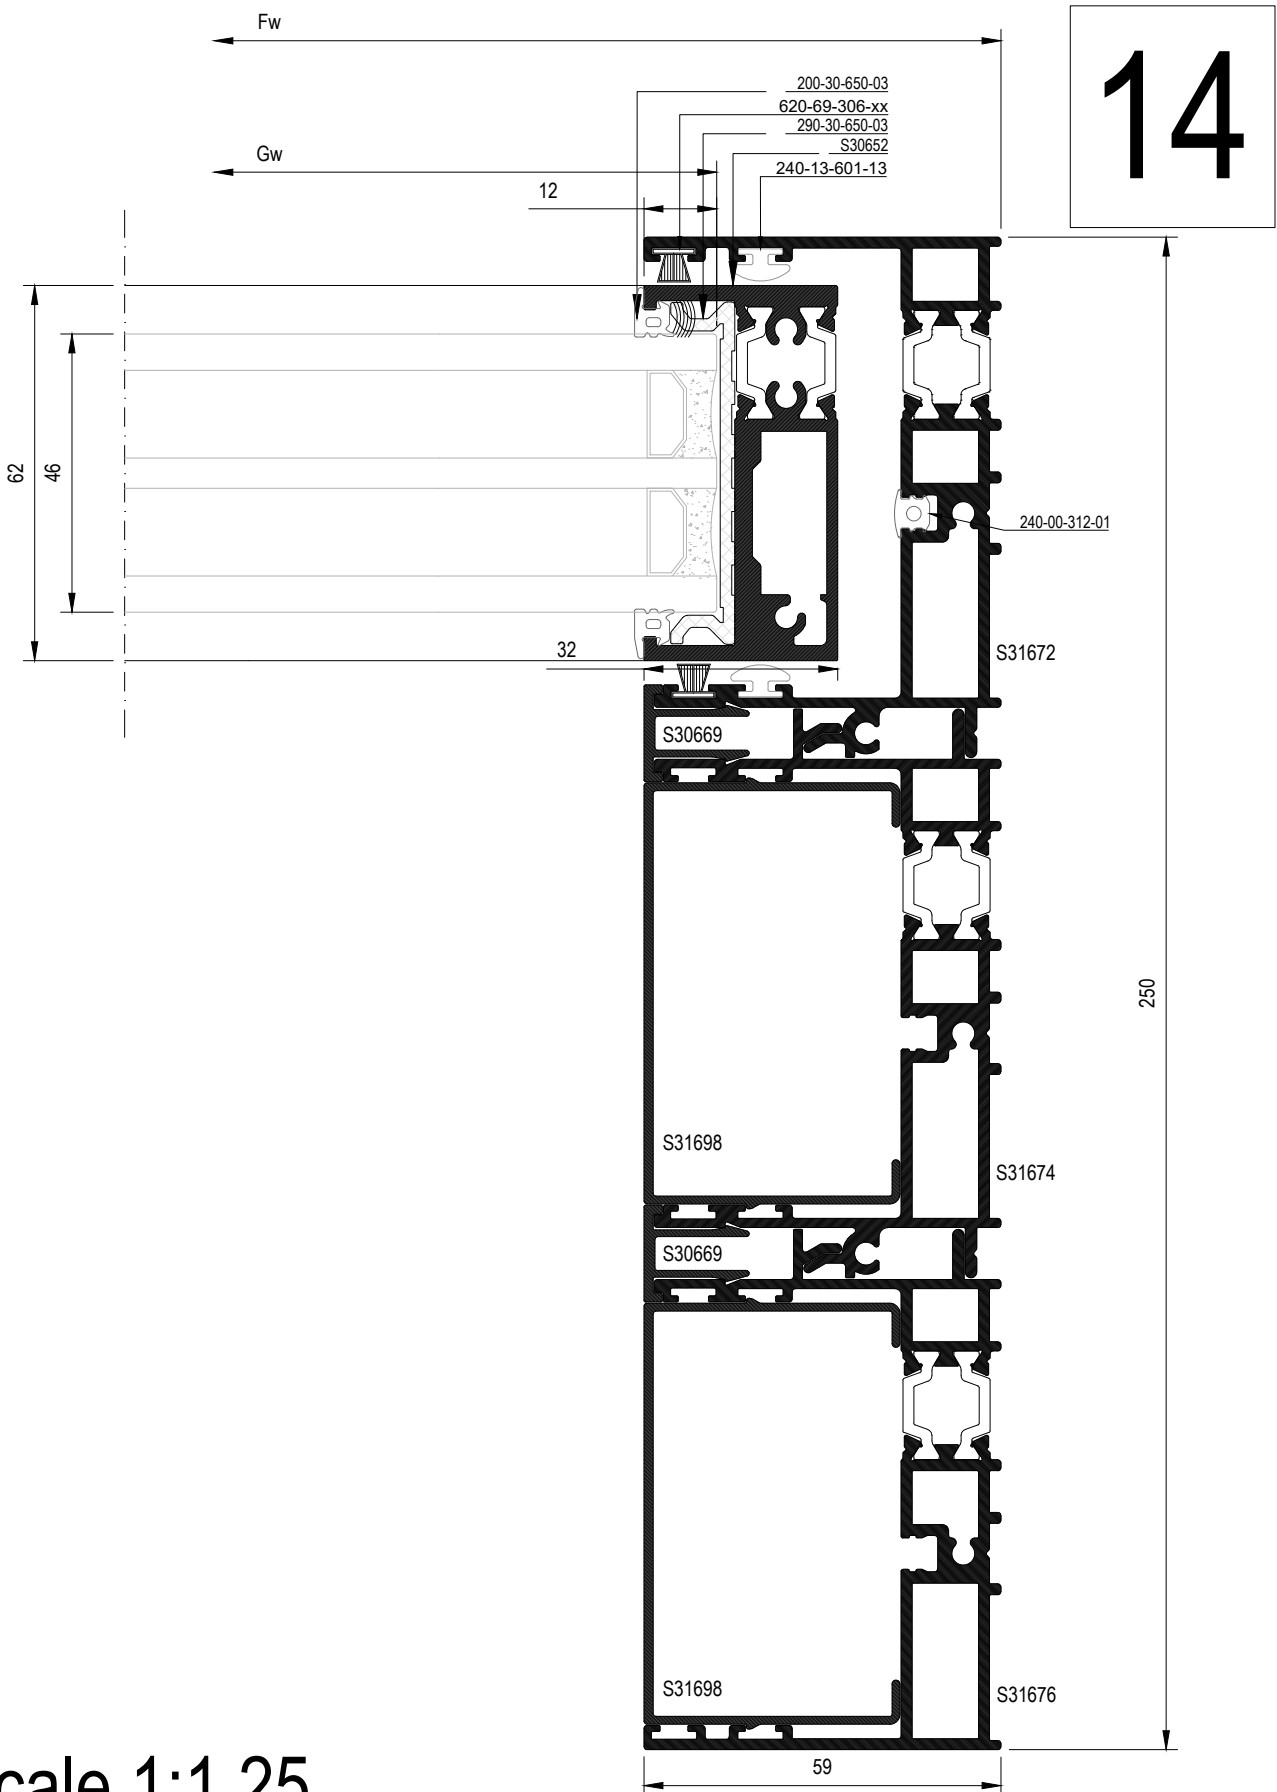 Fw
14
200-30-650-03
620-69-306-xx
290-30-650-03
S30652
240-13-601-13
Gw
12
62
46
240-00-312-01
32
S31672
S30669
250
S31698
S31674
S30669
S31698
S31676
cale 1:1.25
59